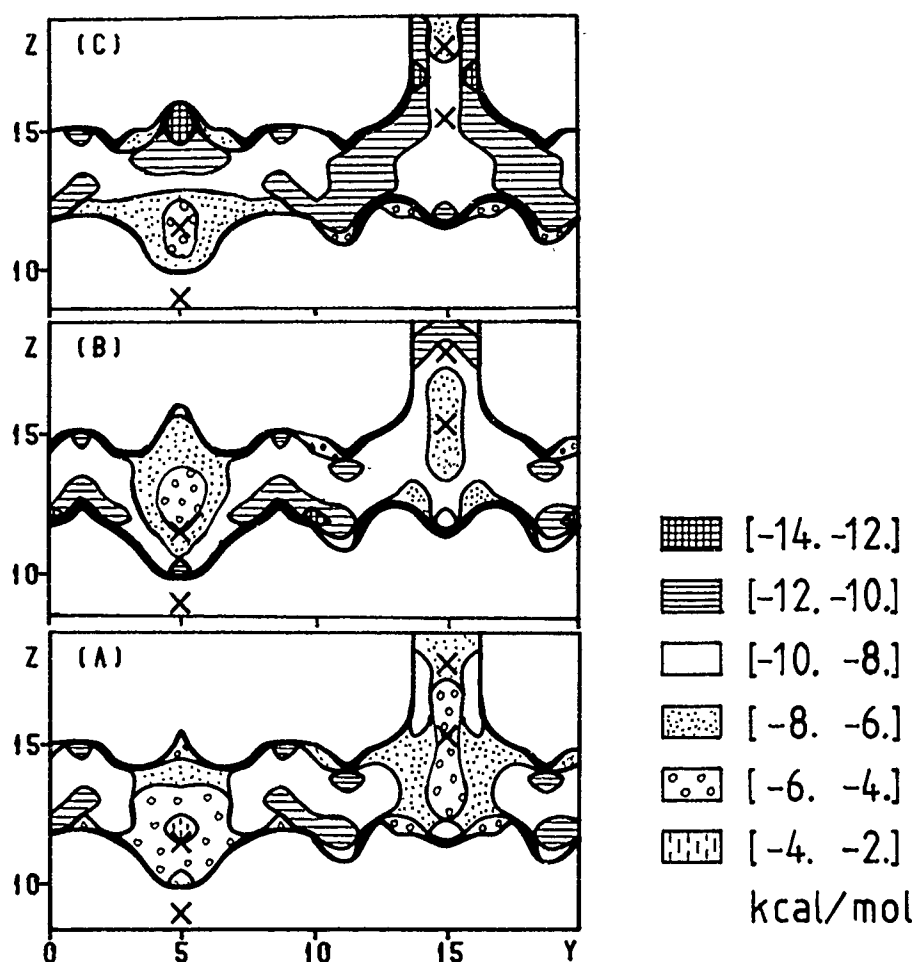 Z (C)
15
10
Z (B)
15
10
Z (A)
15
10
0 5 10 15 Y
[-14. -12.]
[-12. -10.]
[-10. -8.]
[-8. -6.]
[-6. -4.]
[-4. -2.]
kcal/mol